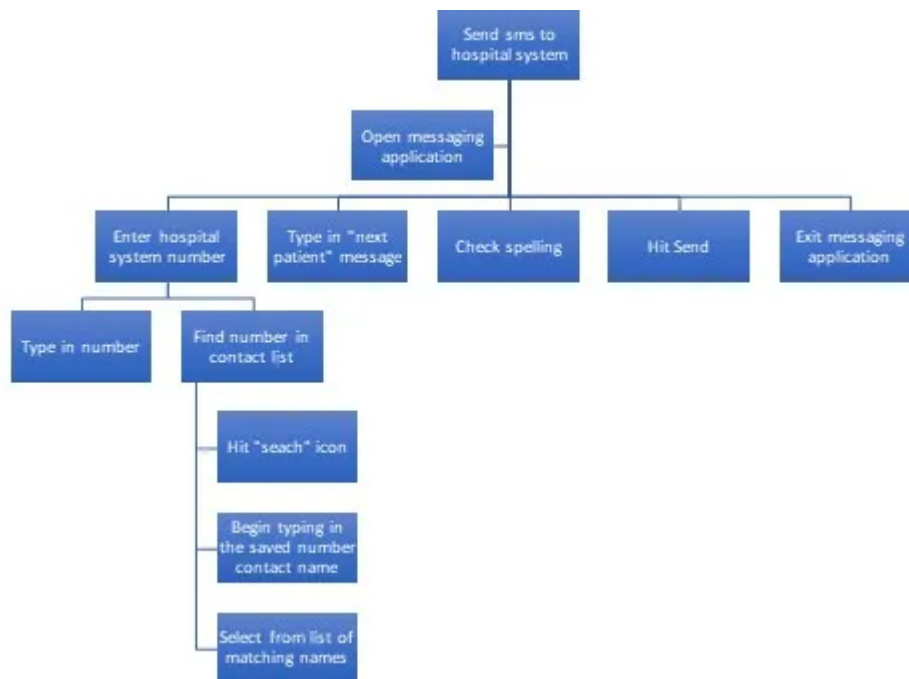 Send sms to
hospital system
Open messaging
application
Enter hospital
system number
Type in "next
patient" message
Check spelling
Hit Send
Exit messaging
application
Type in number
Find number in
contact list
Hit "seach" icon
Begin typing in
the saved number
contact name
Select from list of
matching names